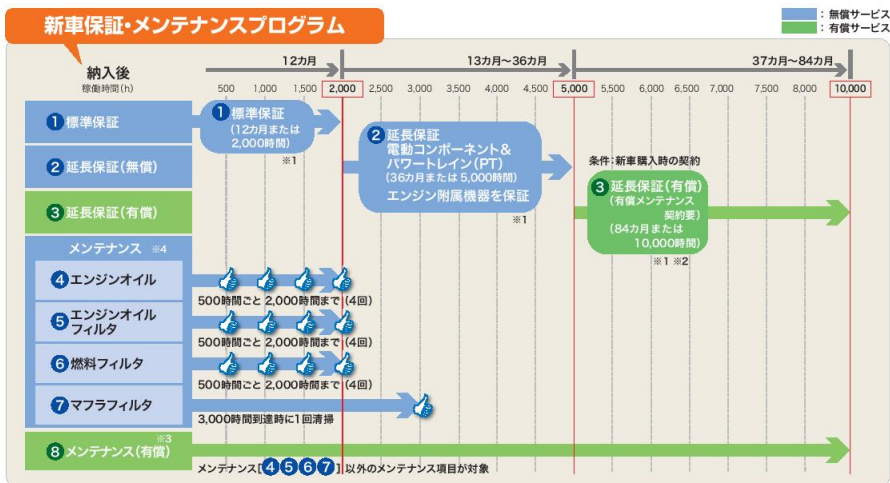 新車保証・メンテナンスプログラム
：無償サービス
：有償サービス
納入後
稼働時間(h)
12カ月
13カ月～36カ月
37カ月～84カ月
500 1,000 1,500 2,000 2,500 3,000 3,500 4,000 4,500 5,000 5,500 6,000 6,500 7,500 8,000 10,000
1 標準保証
1 標準保証
(12カ月または
2,000時間)
※1
2 延長保証(無償)
2 延長保証
電動コンポーネント＆
パワートレイン(PT)
(36カ月または5,000時間)
エンジン附属機器を保証
※1
3 延長保証(有償)
条件：新車購入時の契約
3 延長保証(有償)
(有償メンテナンス
契約要)
(84カ月または
10,000時間)
※1 ※2
メンテナンス ※4
4 エンジンオイル
500時間ごと 2,000時間まで(4回)
5 エンジンオイル
フィルタ
500時間ごと 2,000時間まで(4回)
6 燃料フィルタ
500時間ごと 2,000時間まで(4回)
7 マフラフィルタ
3,000時間到達時に1回清掃
※3
8 メンテナンス(有償)
メンテナンス[4 5 6 7]以外のメンテナンス項目が対象